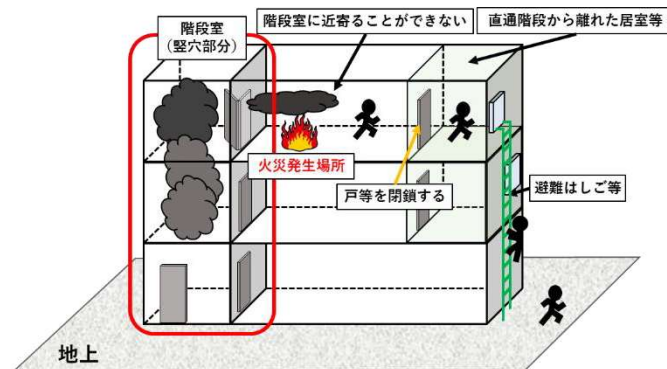 階段室
（竪穴部分）
階段室に近寄ることができない
直通階段から離れた居室等
火災発生場所
戸等を閉鎖する
避難はしご等
地上